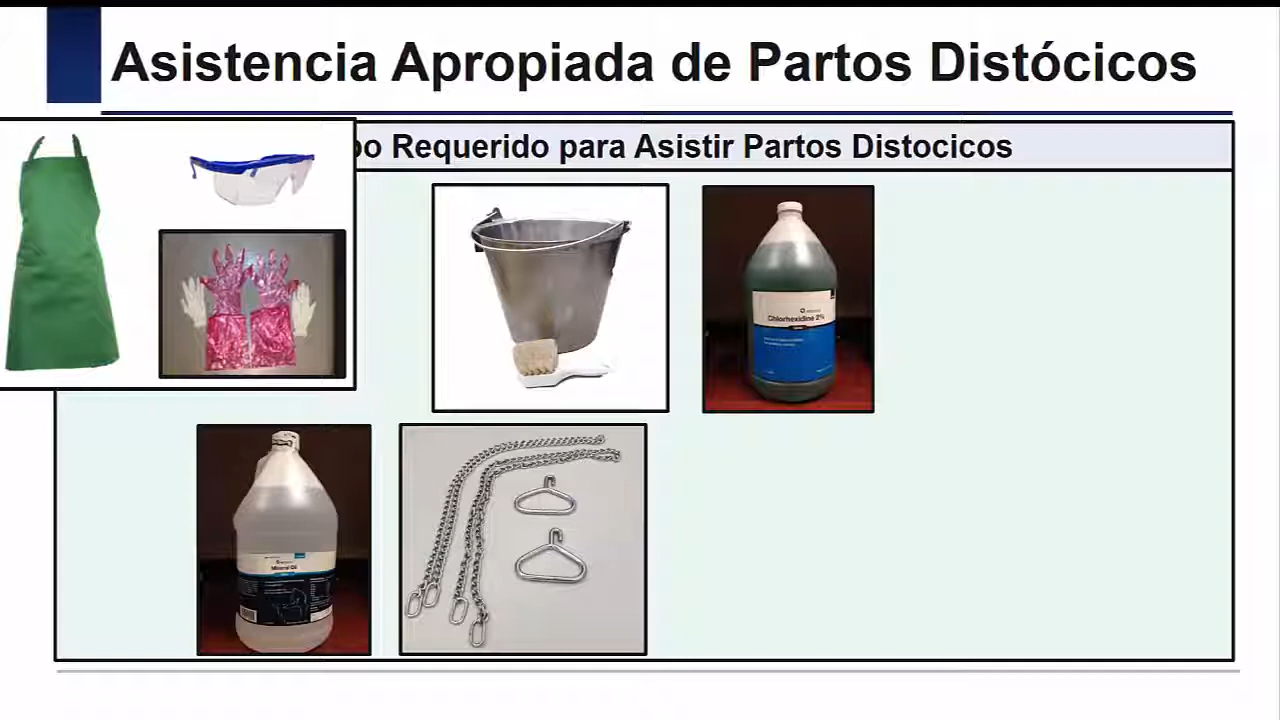 Asistencia Apropiada de Partos Distócicos
po Requerido para Asistir Partos Distocicos
Chlorhexidine 2%
Mineral Oil